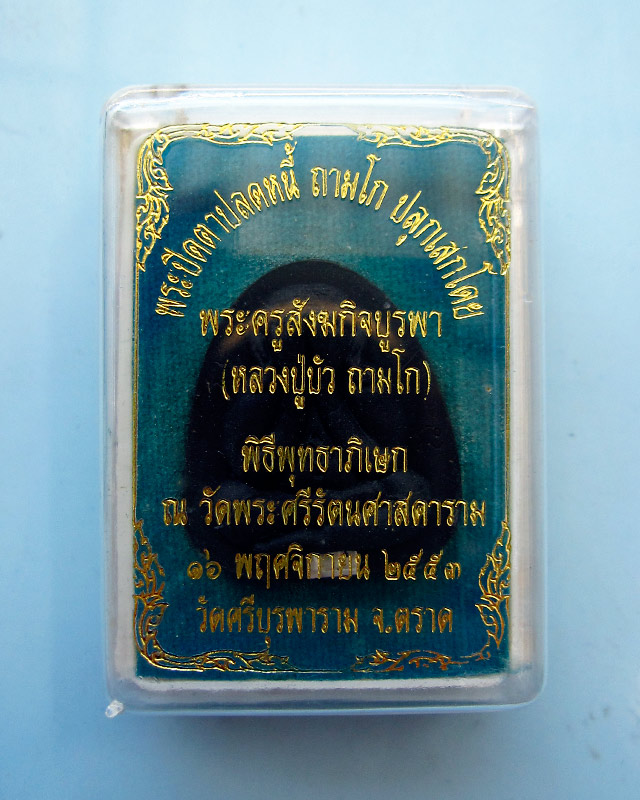 พระปิดตาปลดหนี้ ถามโก ปลุกเสกโดย
พระครูสังฆกิจบูรพา
(หลวงปู่บัว ถามโก)
พิธีพุทธาภิเษก
ณ วัดพระศรีรัตนศาสดาราม
๑๖ พฤศจิกายน ๒๕๕๓
วัดศรีบุรพาราม จ.ตราด